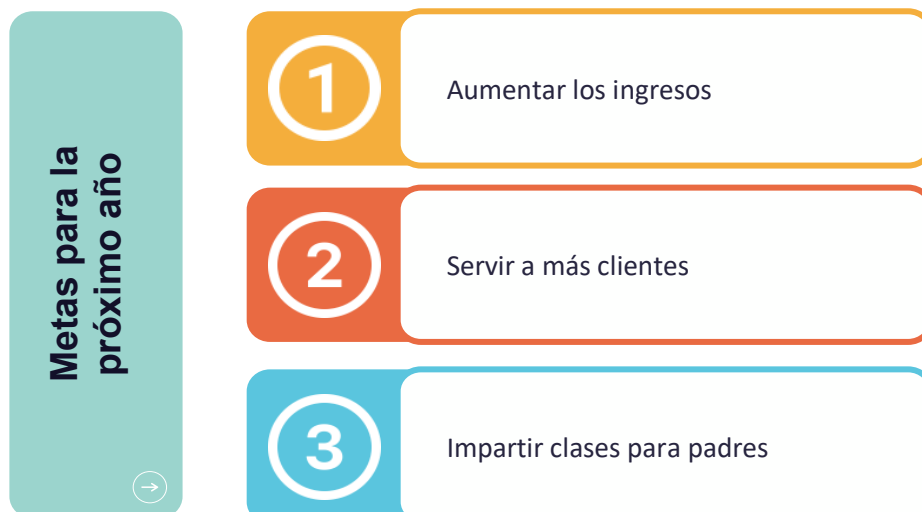 Metas para la
próximo año
1
Aumentar los ingresos
2
Servir a más clientes
3
Impartir clases para padres